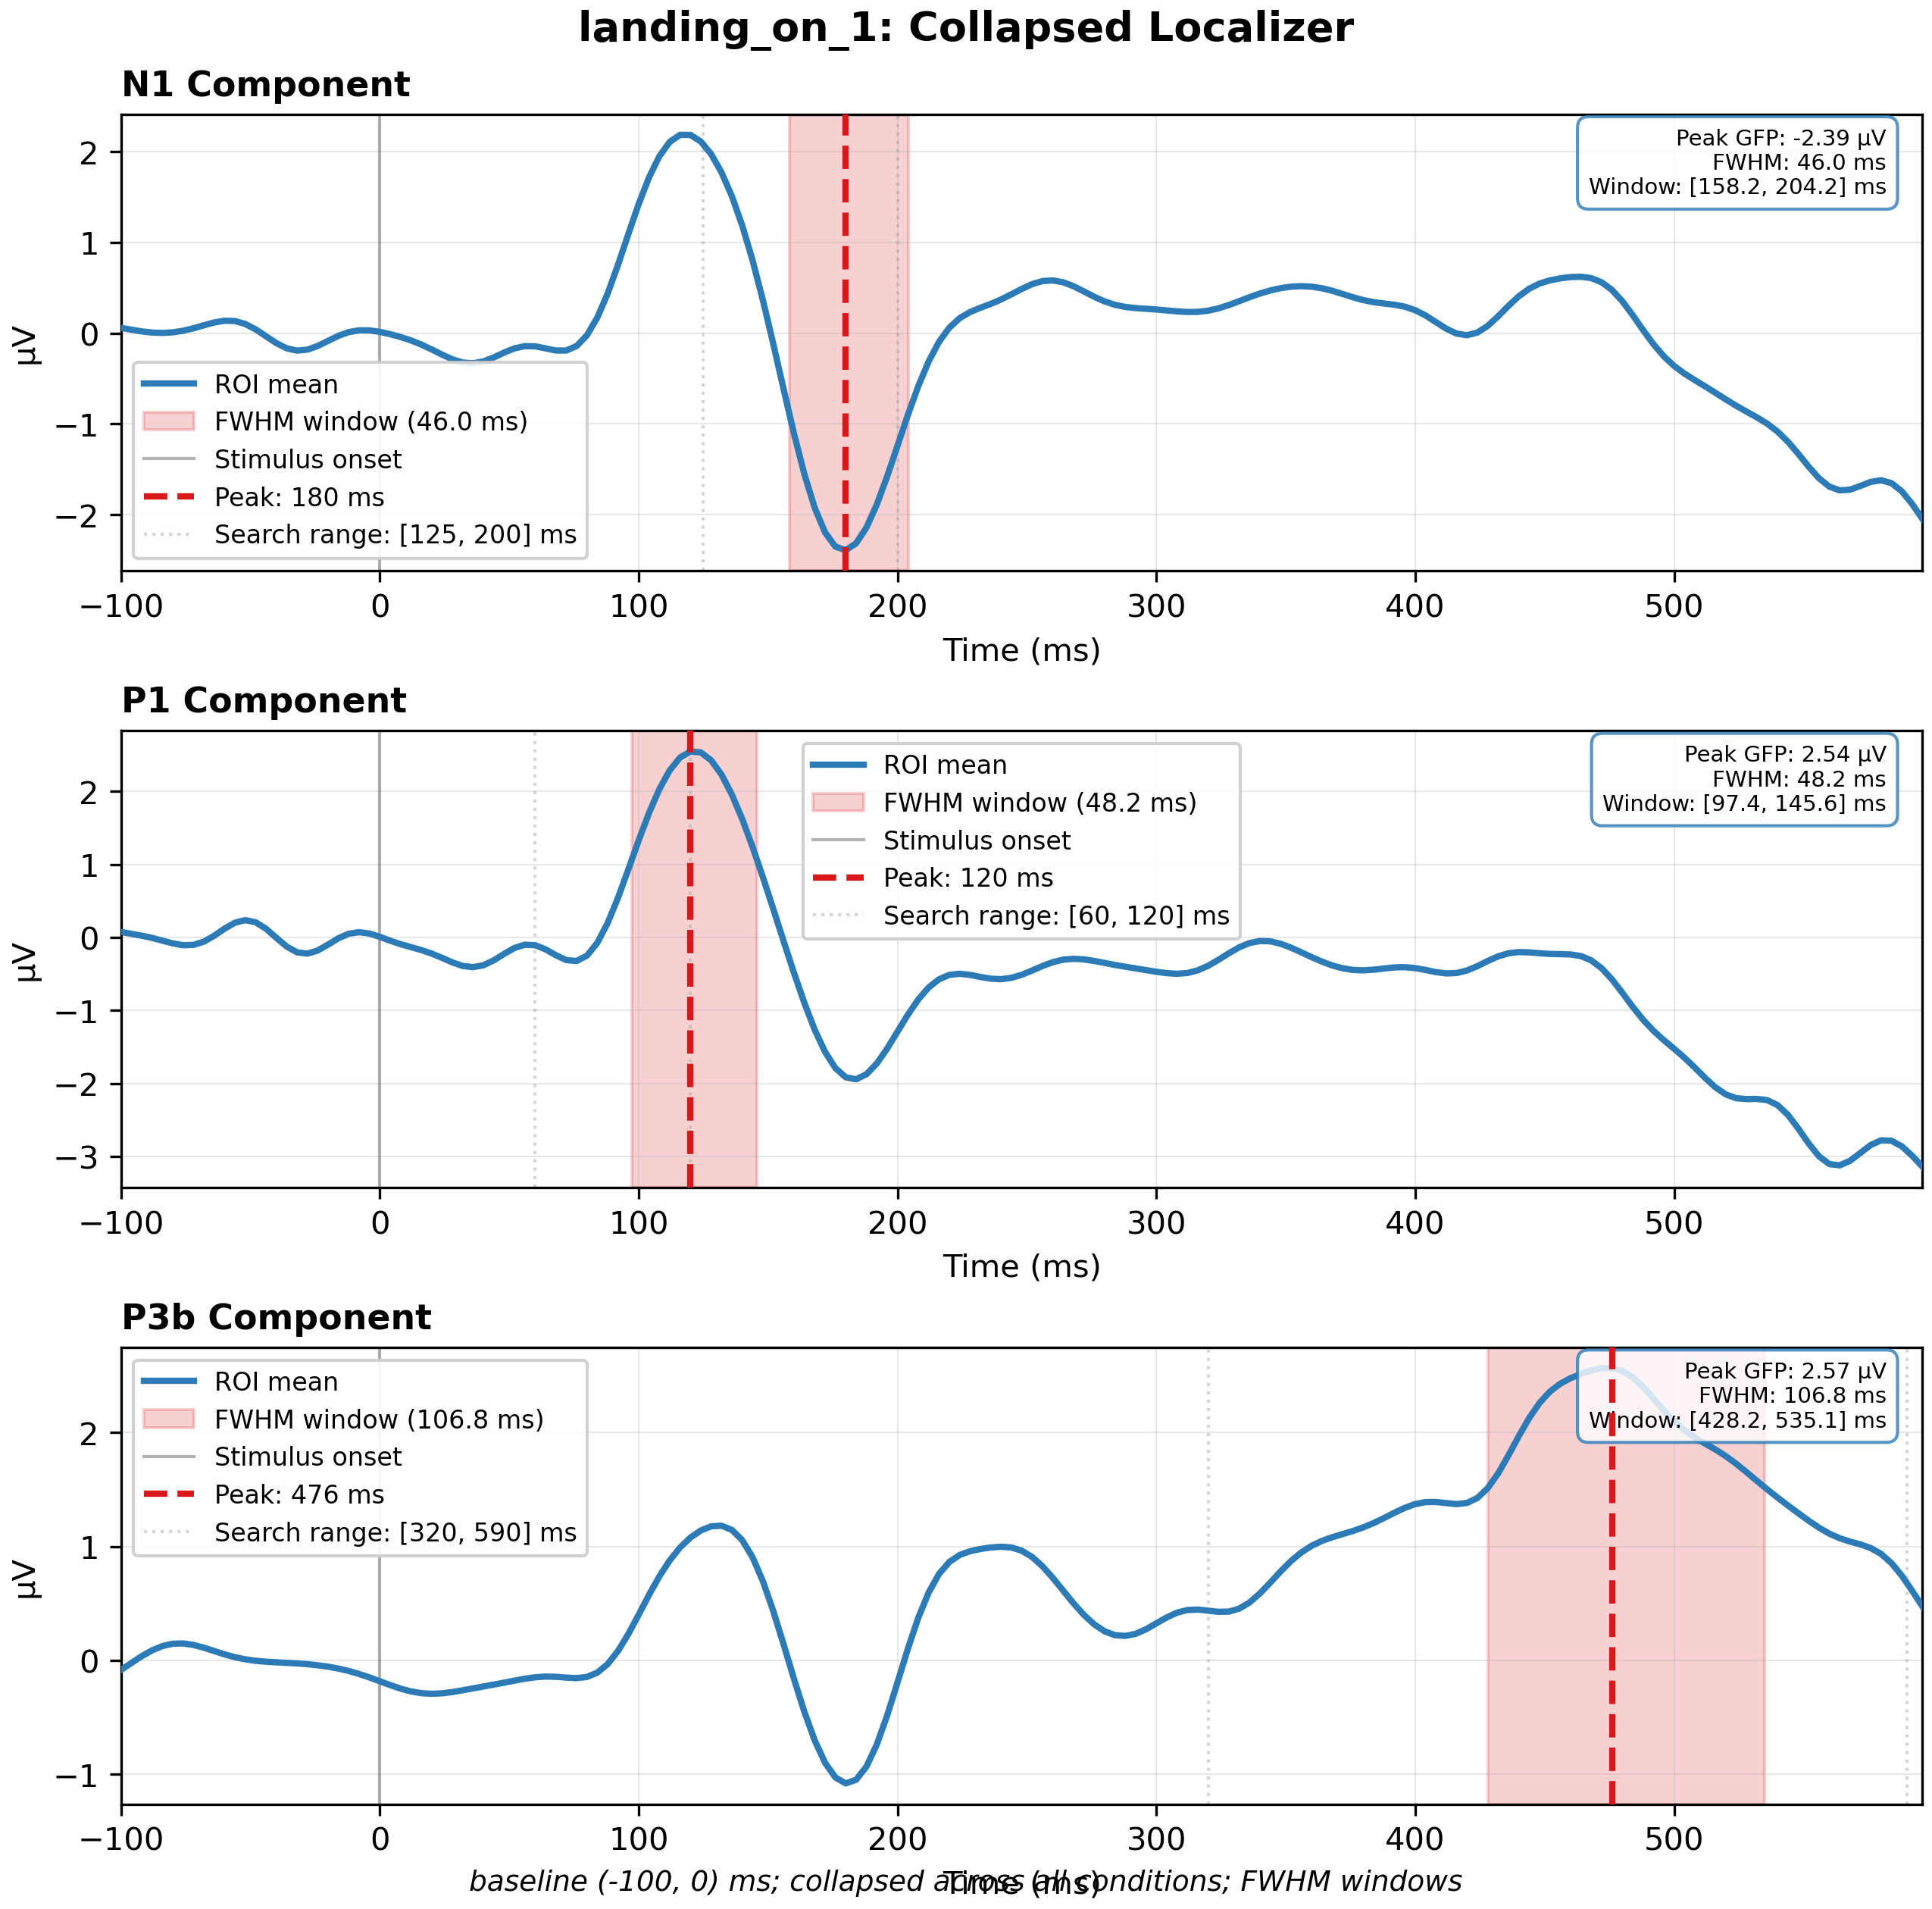 landing_on_1: Collapsed Localizer
N1 Component
2
1
0
−1
−2
µV
Peak GFP: -2.39 µV
FWHM: 46.0 ms
Window: [158.2, 204.2] ms
ROI mean
FWHM window (46.0 ms)
Stimulus onset
Peak: 180 ms
Search range: [125, 200] ms
−100
0
100
200
300
400
500
Time (ms)
P1 Component
2
1
0
−1
−2
−3
µV
ROI mean
FWHM window (48.2 ms)
Stimulus onset
Peak: 120 ms
Search range: [60, 120] ms
Peak GFP: 2.54 µV
FWHM: 48.2 ms
Window: [97.4, 145.6] ms
−100
0
100
200
300
400
500
Time (ms)
P3b Component
2
1
0
−1
µV
ROI mean
FWHM window (106.8 ms)
Stimulus onset
Peak: 476 ms
Search range: [320, 590] ms
Peak GFP: 2.57 µV
FWHM: 106.8 ms
Window: [428.2, 535.1] ms
−100
0
100
200
300
400
500
Time (ms)
baseline (-100, 0) ms; collapsed across all conditions; FWHM windows